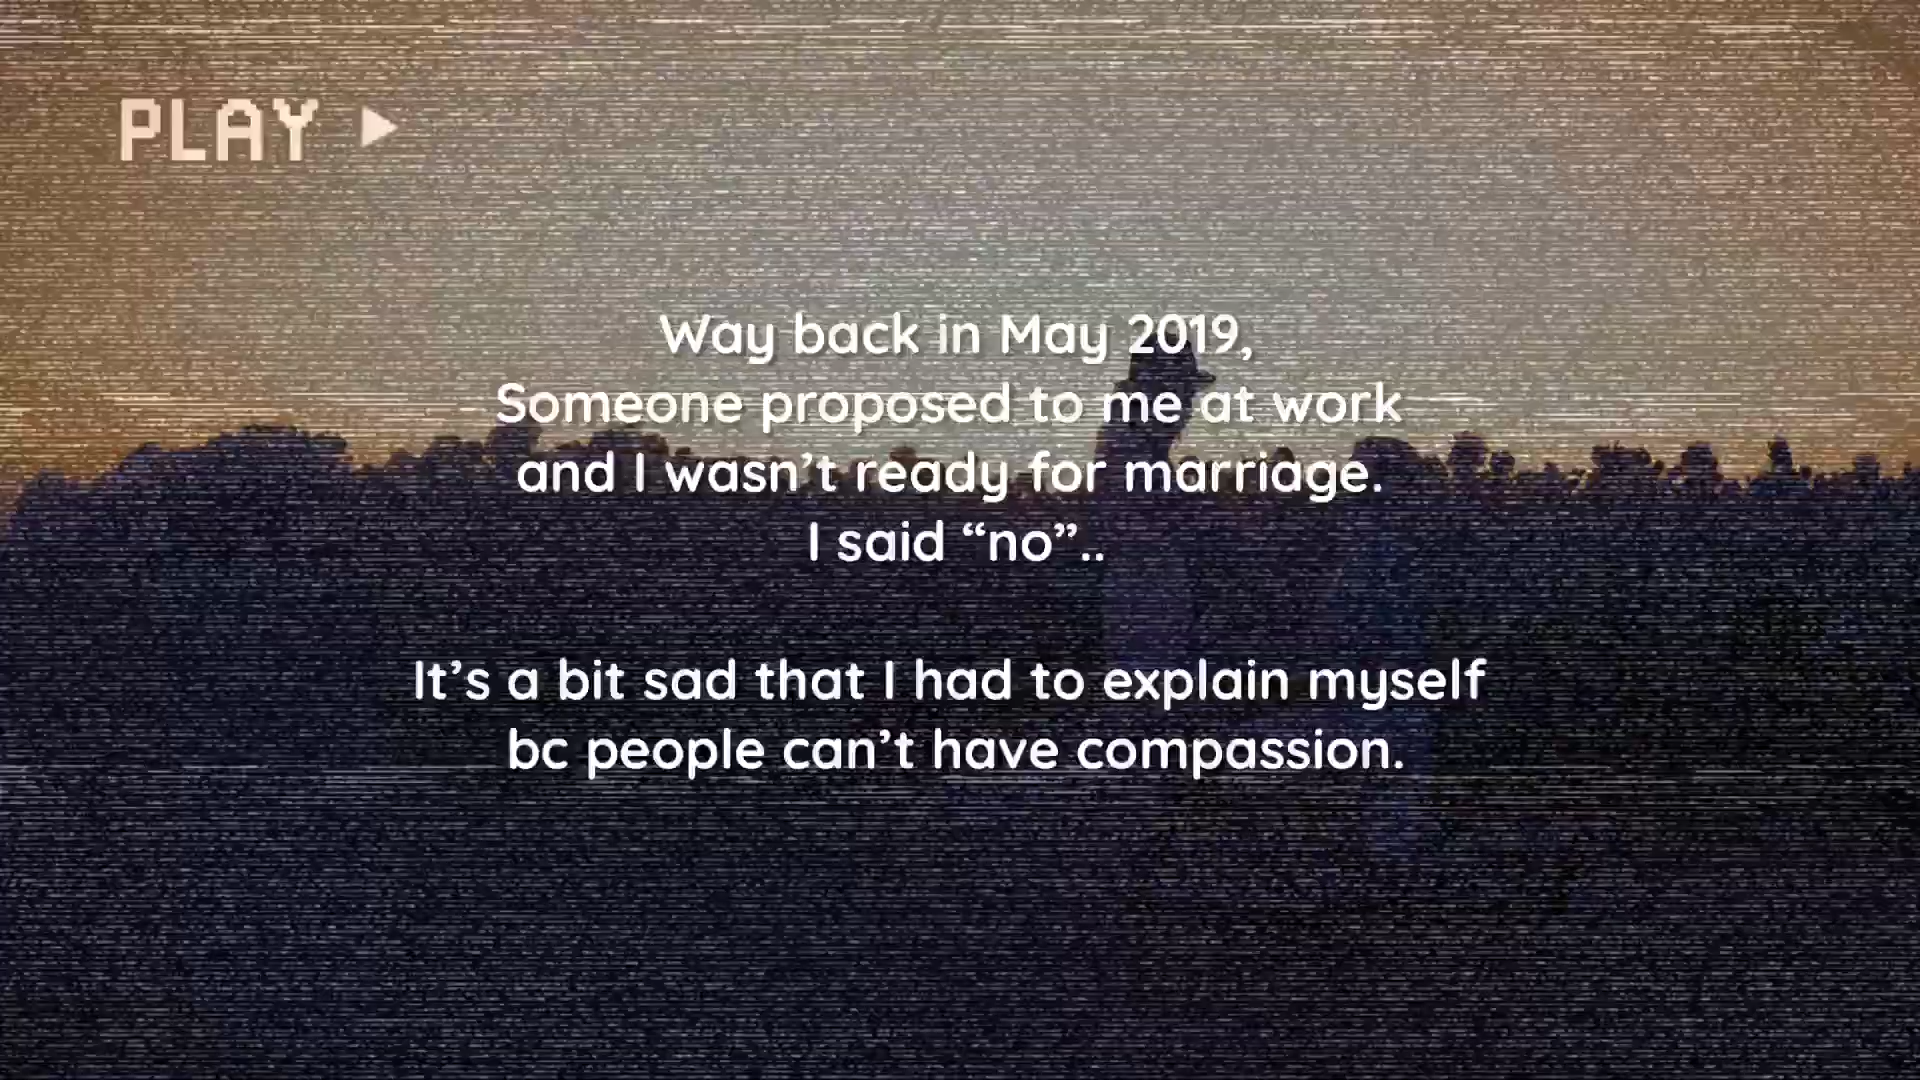 PLAY
Way back in May 2019,
Someone proposed to me at work
and I wasn’t ready for marriage.
I said “no”..
It’s a bit sad that I had to explain myself
bc people can’t have compassion.